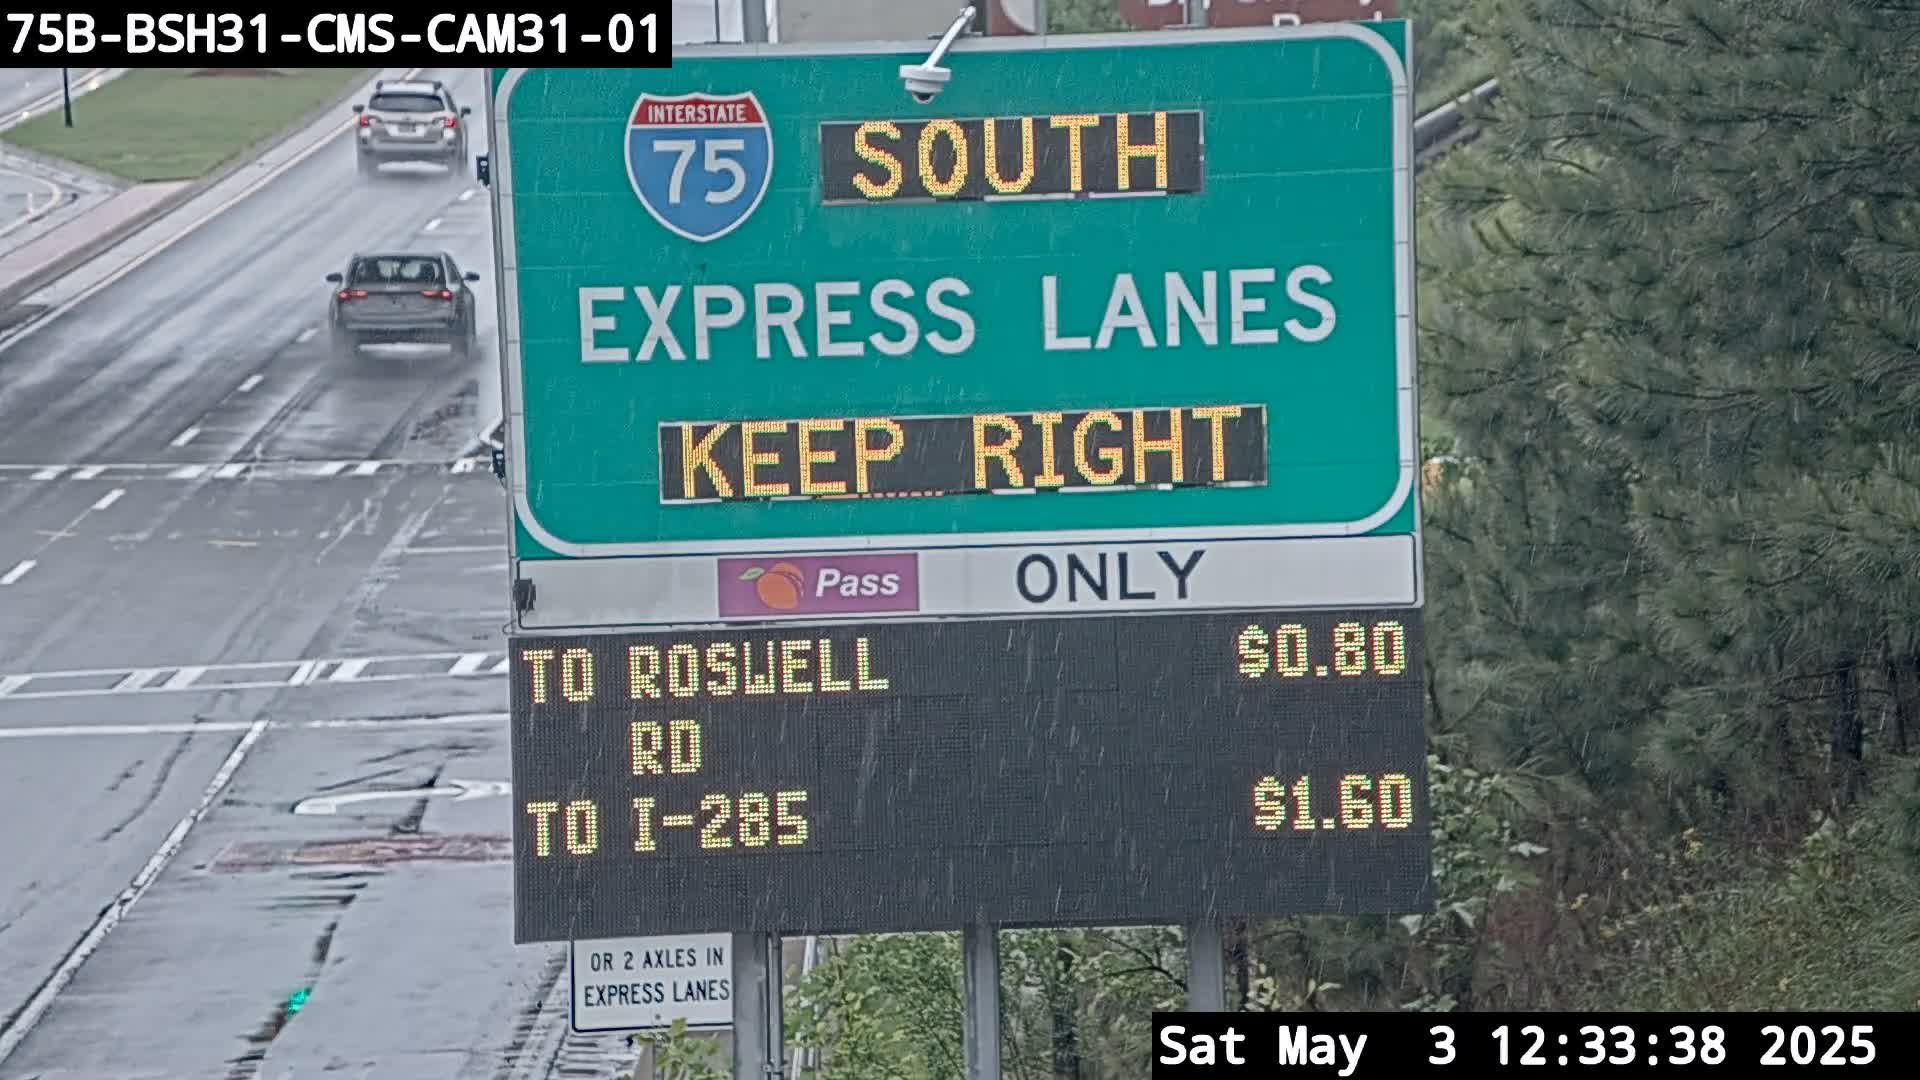 75B-BSH31-CMS-CAM31-01
INTERSTATE
75
SOUTH
EXPRESS LANES
KEEP RIGHT
Pass ONLY
TO ROSWELL $0.80
RD
TO I-285 $1.60
OR 2 AXLES IN
EXPRESS LANES
Sat May 3 12:33:38 2025